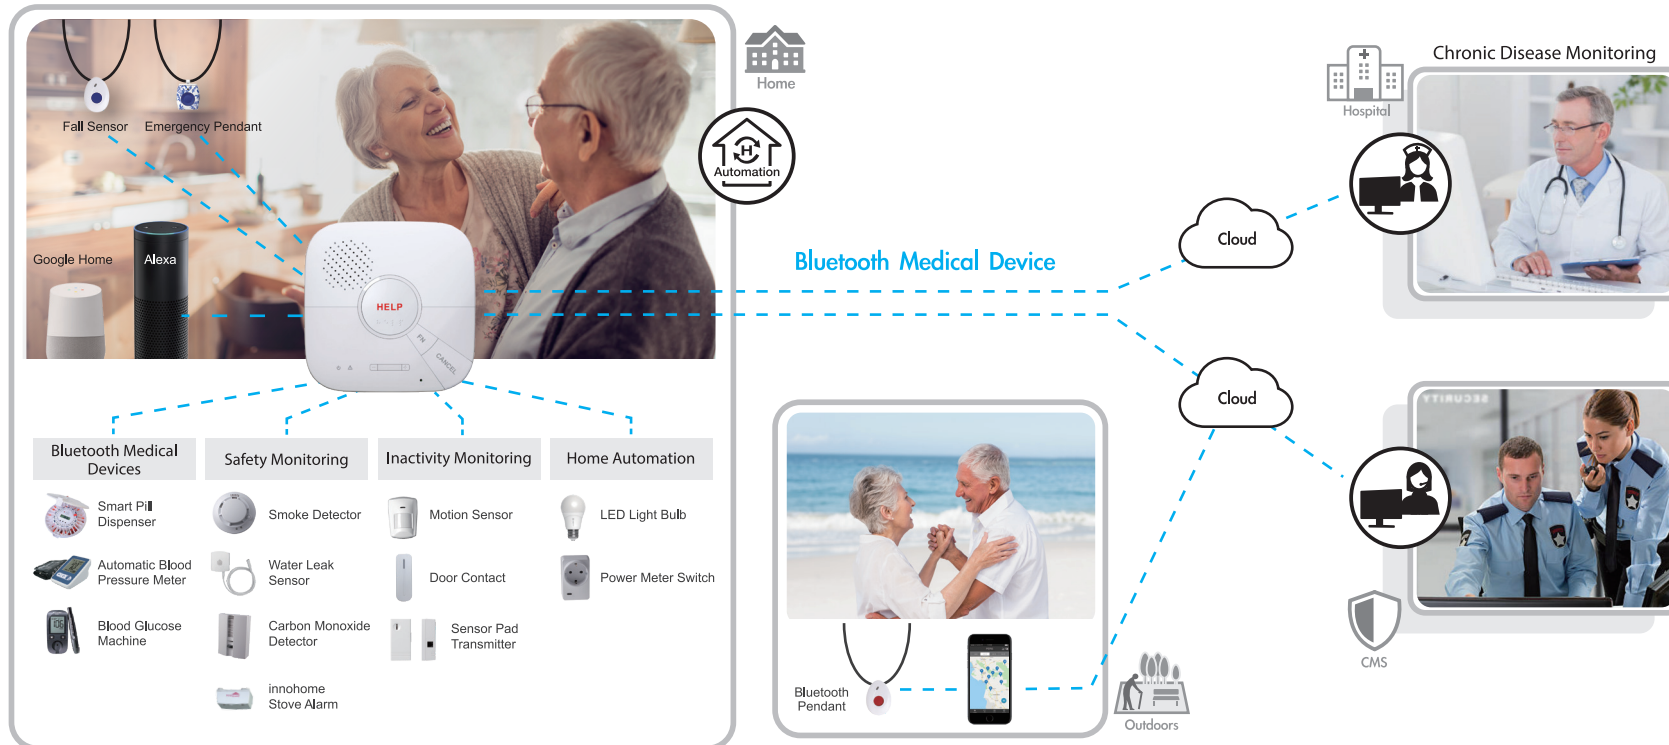 Home
Fall Sensor
Emergency Pendant
Automation
H
Google Home
Alexa
HELP
FN
CANCEL
Bluetooth Medical Device
Cloud
Cloud
Hospital
Chronic Disease Monitoring
SECURITY
CMS
Bluetooth Medical
Devices
Smart Pill
Dispenser
Automatic Blood
Pressure Meter
Blood Glucose
Machine
Safety Monitoring
Smoke Detector
Water Leak
Sensor
Carbon Monoxide
Detector
innohome
Stove Alarm
Inactivity Monitoring
Motion Sensor
Door Contact
Sensor Pad
Transmitter
Home Automation
LED Light Bulb
Power Meter Switch
Bluetooth
Pendant
Outdoors